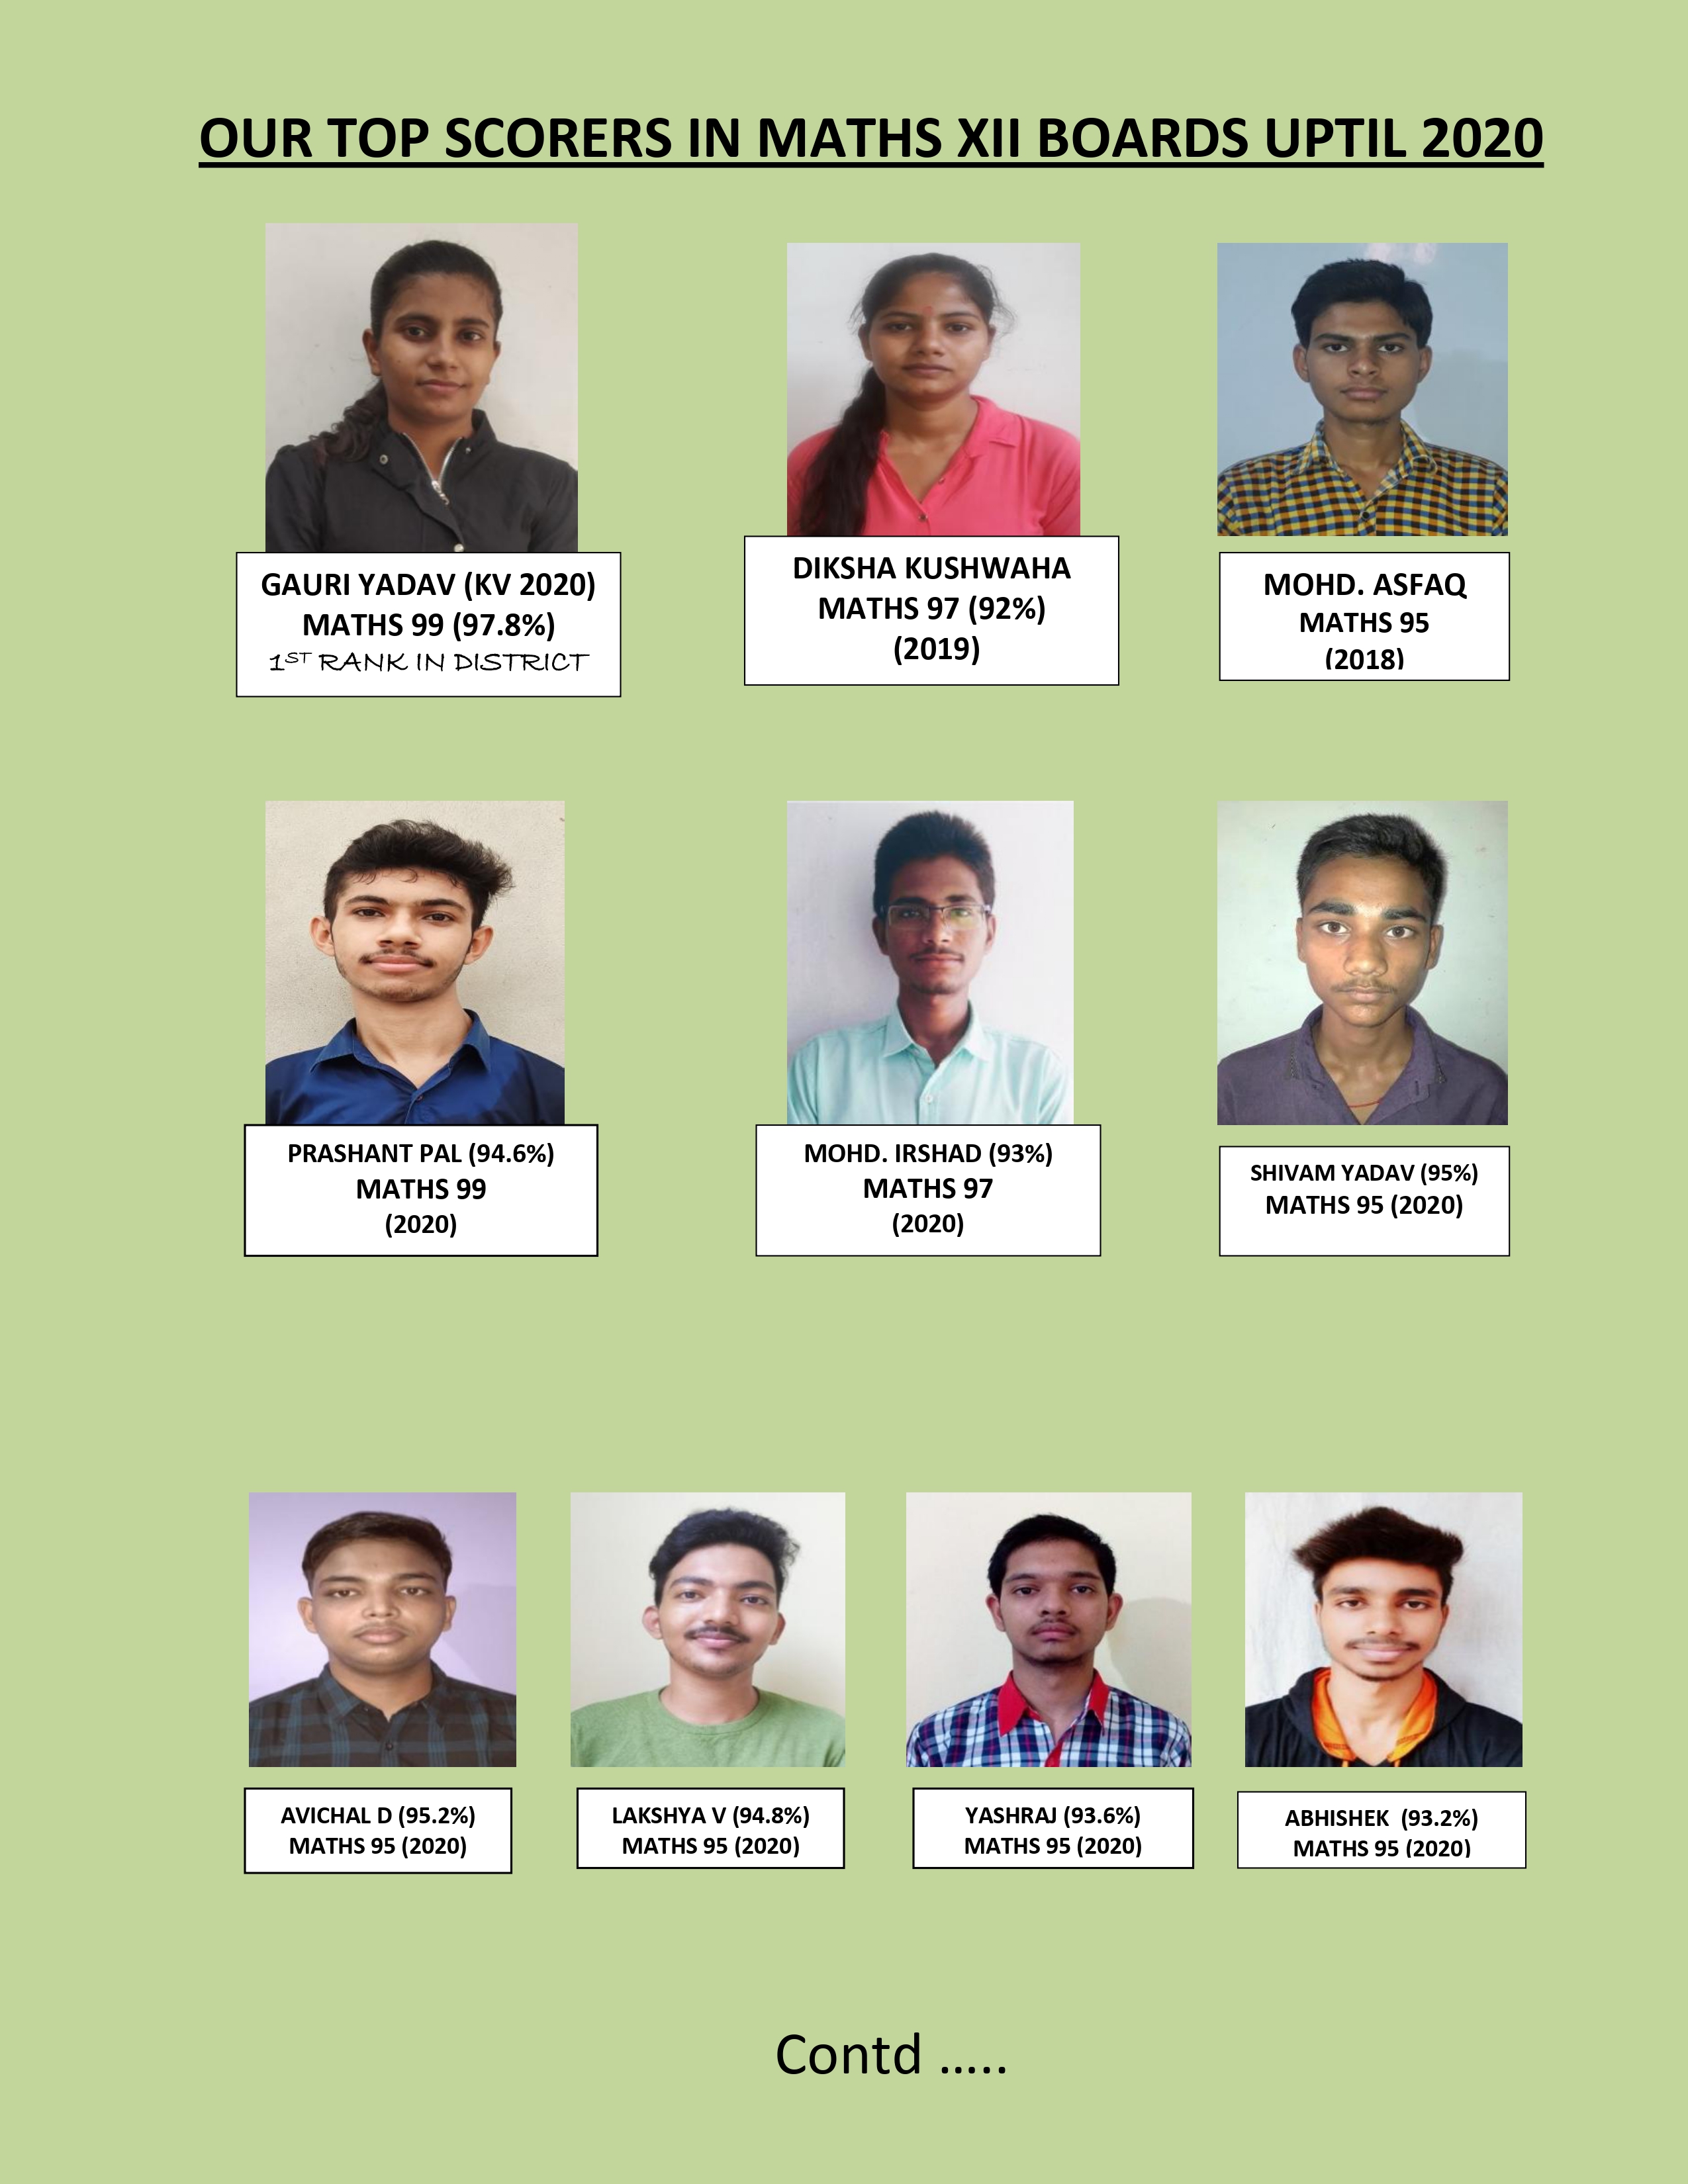 OUR TOP SCORERS IN MATHS XII BOARDS UPTIL 2020
GAURI YADAV (KV 2020)
MATHS 99 (97.8%)
1ST RANK IN DISTRICT
DIKSHA KUSHWAHA
MATHS 97 (92%)
(2019)
MOHD. ASFAQ
MATHS 95
(2018)
PRASHANT PAL (94.6%)
MATHS 99
(2020)
MOHD. IRSHAD (93%)
MATHS 97
(2020)
SHIVAM YADAV (95%)
MATHS 95 (2020)
AVICHAL D (95.2%)
MATHS 95 (2020)
LAKSHYA V (94.8%)
MATHS 95 (2020)
YASHRAJ (93.6%)
MATHS 95 (2020)
ABHISHEK (93.2%)
MATHS 95 (2020)
Contd .....